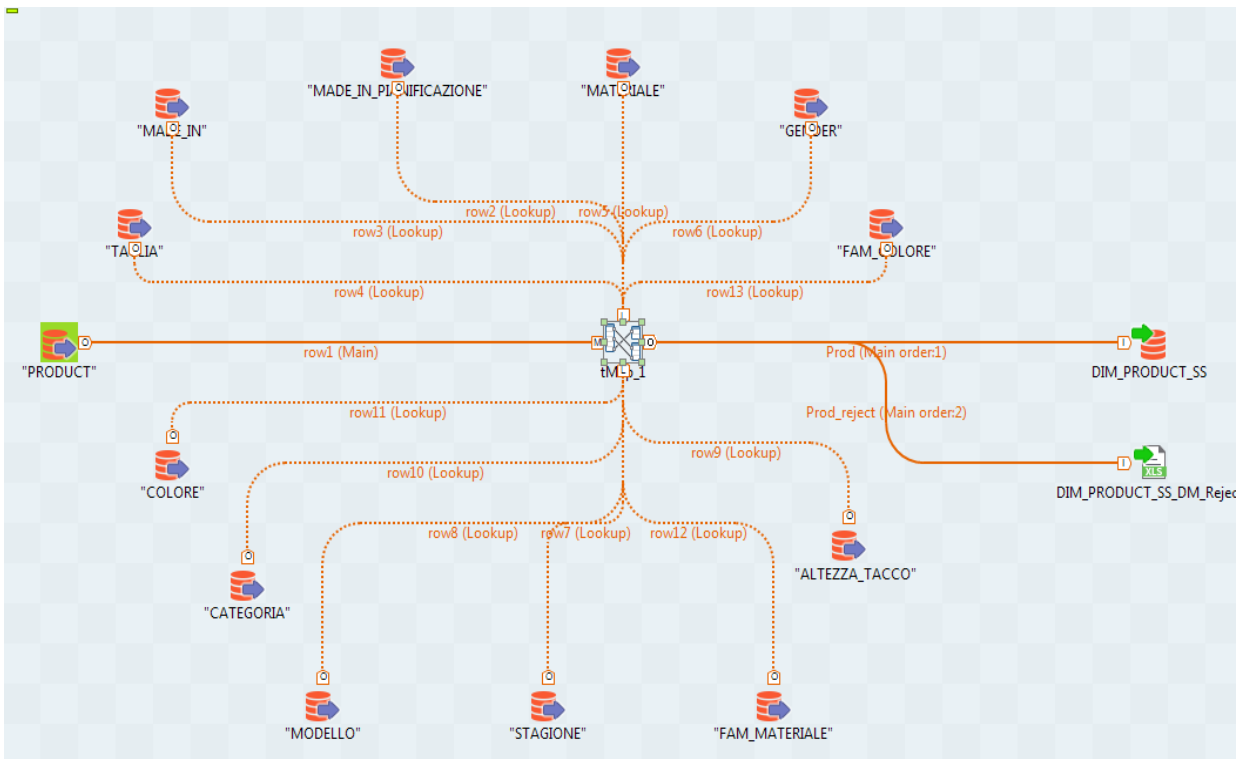 "MADE_IN_PIANIFICAZIONE"
"MATERIALE"
"MADE_IN"
"GENDER"
row2 (Lookup)
row5 (Lookup)
row3 (Lookup)
row6 (Lookup)
"TAGLIA"
"FAM_COLORE"
row4 (Lookup)
row13 (Lookup)
L
M
O
O
I
row1 (Main)
Prod (Main order:1)
"PRODUCT"
tMap_1
DIM_PRODUCT_SS
row11 (Lookup)
Prod_reject (Main order:2)
row9 (Lookup)
row10 (Lookup)
I
XLS
"COLORE"
DIM_PRODUCT_SS_DM_Rejec
row8 (Lookup)
row7 (Lookup)
row12 (Lookup)
"ALTEZZA_TACCO"
"CATEGORIA"
"MODELLO"
"STAGIONE"
"FAM_MATERIALE"